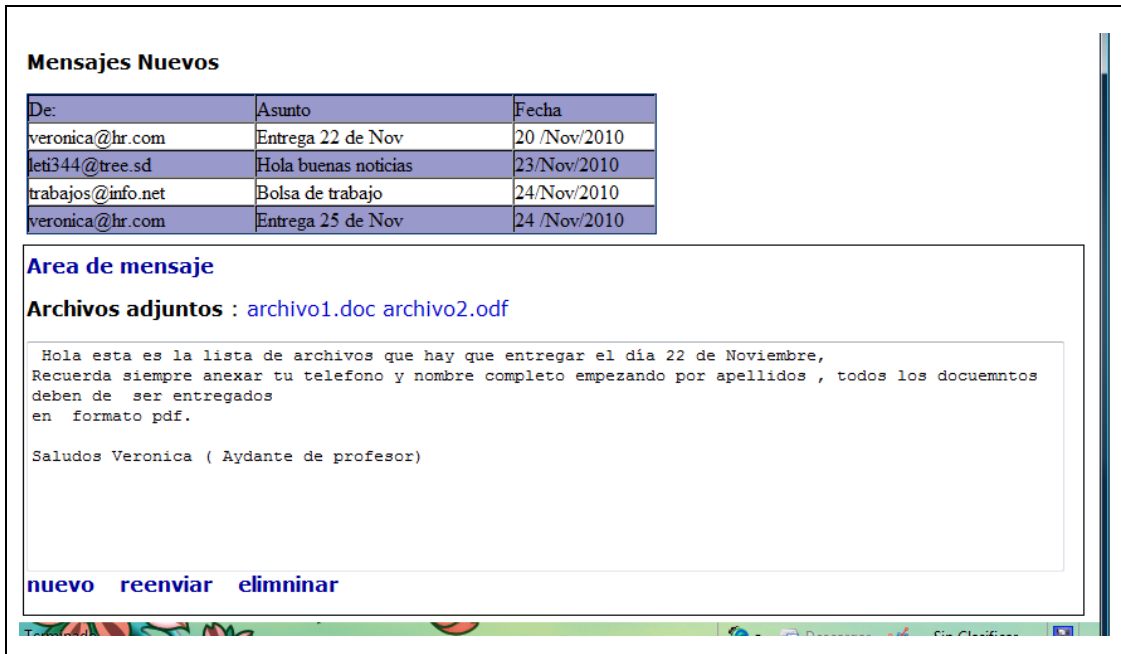 Mensajes Nuevos
De: Asunto Fecha
veronica@hr.com Entrega 22 de Nov 20 /Nov/2010
leti344@tree.sd Hola buenas noticias 23/Nov/2010
trabajos@info.net Bolsa de trabajo 24/Nov/2010
veronica@hr.com Entrega 25 de Nov 24 /Nov/2010
Area de mensaje
Archivos adjuntos : archivo1.doc archivo2.odf
Hola esta es la lista de archivos que hay que entregar el día 22 de Noviembre,
Recuerda siempre anexar tu telefono y nombre completo empezando por apellidos , todos los docuemntos
deben de ser entregados
en formato pdf.
Saludos Veronica ( Aydante de profesor)
nuevo reenviar elimninar
Terminado